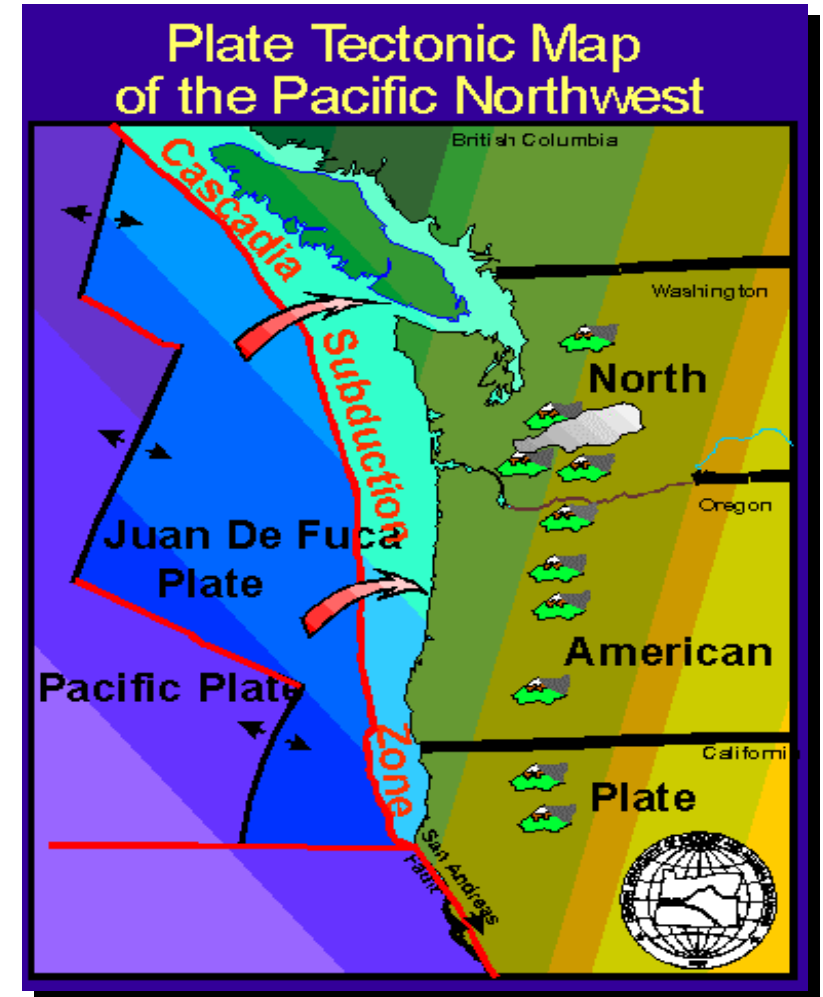 Plate Tectonic Map
of the Pacific Northwest
British Columbia
Cascadia
Washington
North
Subduction
Oregon
Juan De Fuca
Plate
American
Pacific Plate
Zone
California
Plate
San Andreas
Fault